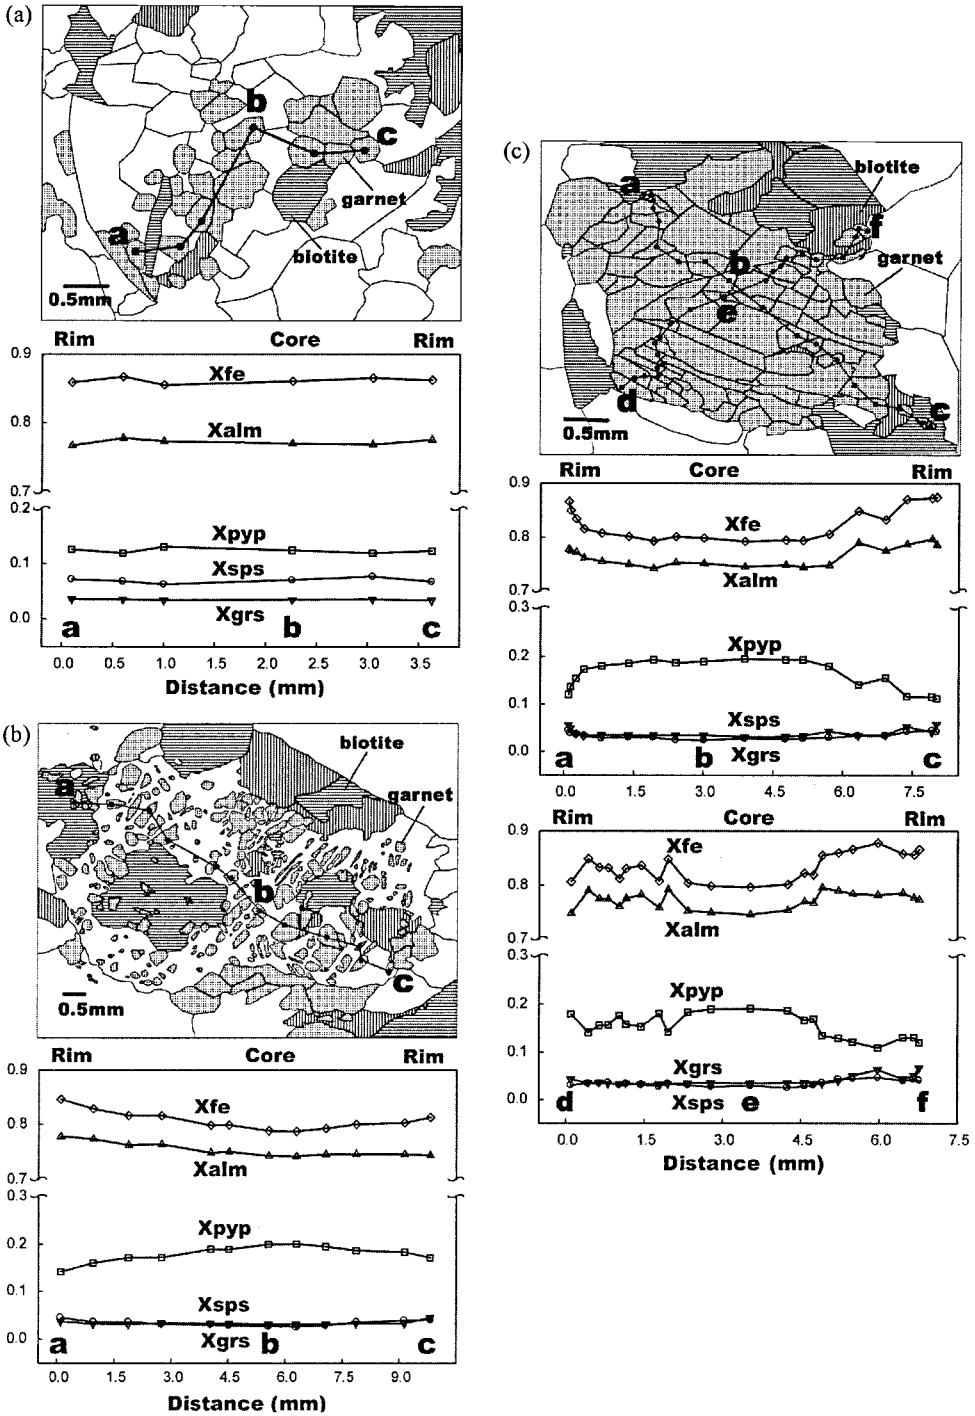 (a)
b
c
garnet
a
biotite
0.5mm
Rim Core Rim
0.9
Xfe
0.8
Xalm
0.7
0.2
Xpyp
0.1
Xsps
Xgrs
0.0
a b c
0.0 0.5 1.0 1.5 2.0 2.5 3.0 3.5
Distance (mm)
(b)
biotite
a
garnet
b
c
0.5mm
Rim Core Rim
0.9
Xfe
0.8
Xalm
0.7
0.3
Xpyp
0.2
0.1
Xsps
0.0
Xgrs
a b c
0.0 1.5 3.0 4.5 6.0 7.5 9.0
Distance (mm)
(c)
biotite
a
f
b
garnet
e
d
c
0.5mm
Rim Core Rim
0.9
Xfe
0.8
Xalm
0.7
0.3
Xpyp
0.2
0.1
Xsps
0.0
Xgrs
a b c
0.0 1.5 3.0 4.5 6.0 7.5
Rim Core RIm
0.9
Xfe
0.8
Xalm
0.7
0.3
Xpyp
0.2
0.1
Xgrs
0.0
Xsps
d e f
0.0 1.5 3.0 4.5 6.0 7.5
Distance (mm)